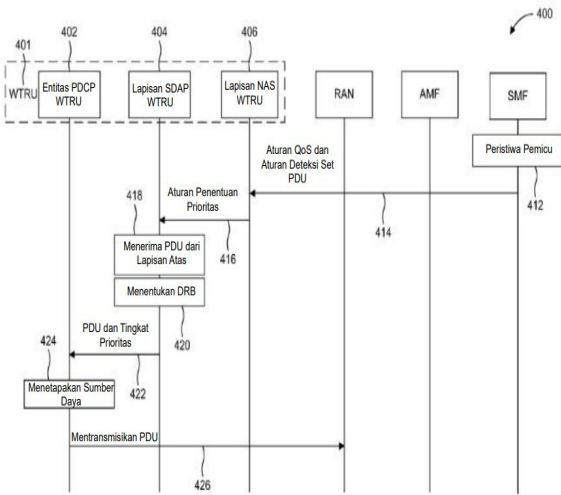 400
401
402
404
406
WTRU
Entitas PDCP
WTRU
Lapisan SDAP
WTRU
Lapisan NAS
WTRU
RAN
AMF
SMF
Peristiwa Pemicu
412
Aturan QoS dan
Aturan Deteksi Set
PDU
414
Aturan Penentuan
Prioritas
416
418
Menerima PDU dari
Lapisan Atas
Menentukan DRB
420
PDU dan Tingkat
Prioritas
422
424
Menetapakan Sumber
Daya
Mentransmisikan PDU
426